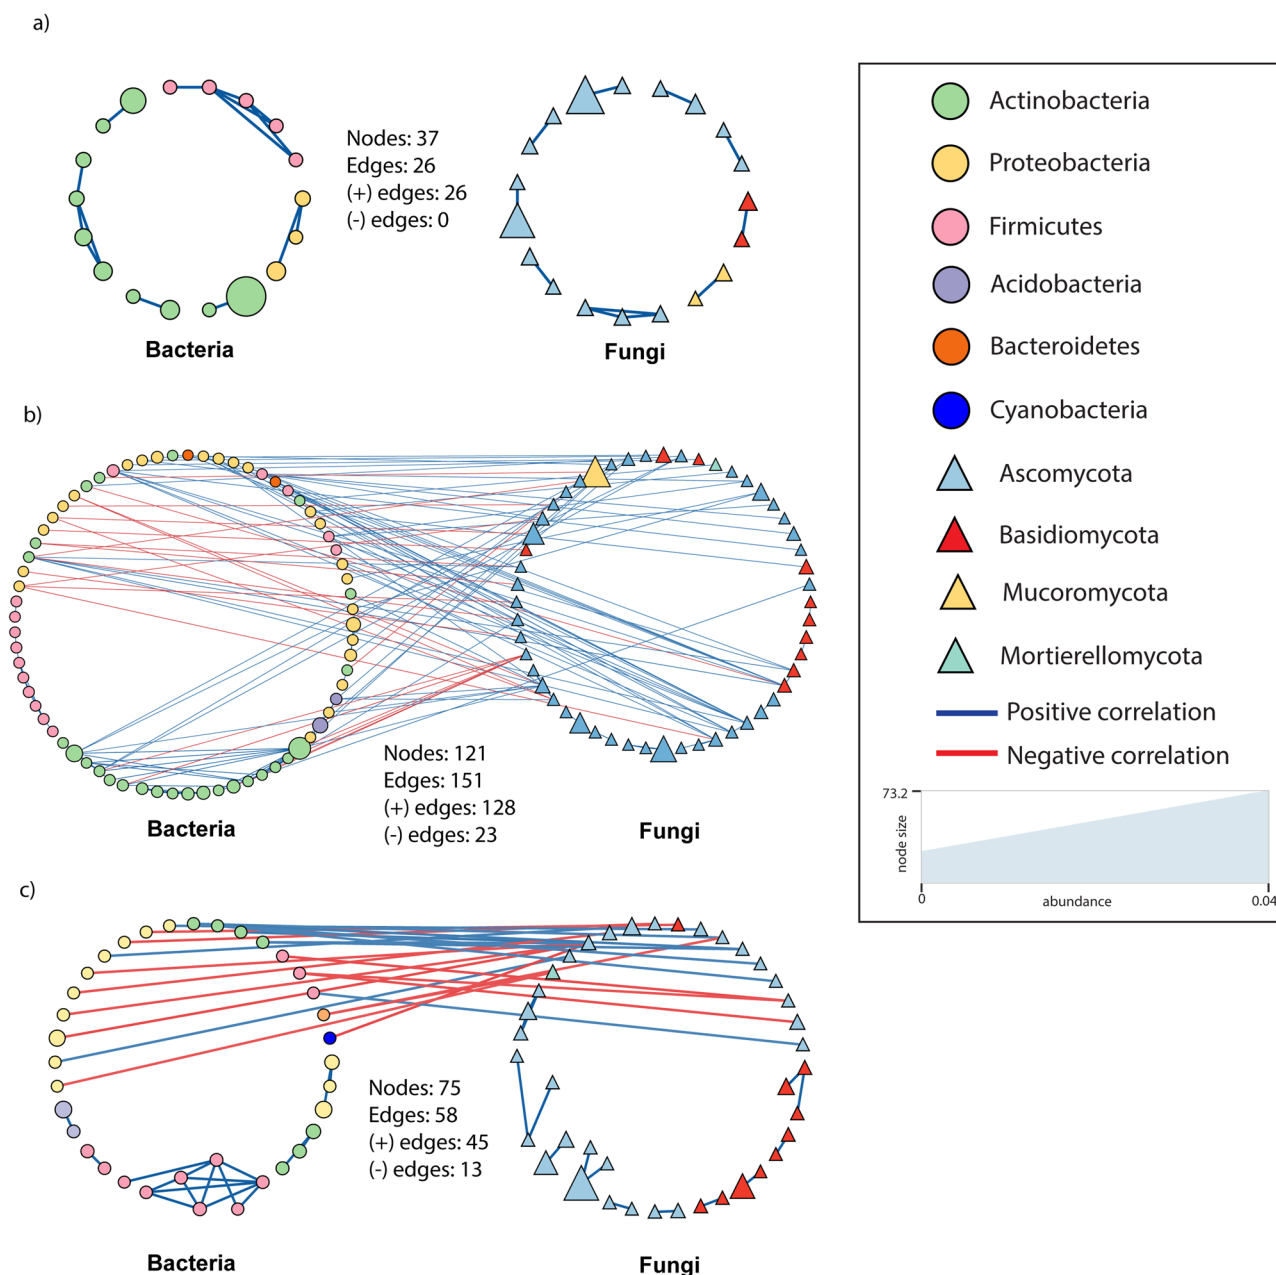 a)
Nodes: 37
Edges: 26
(+) edges: 26
(-) edges: 0
Bacteria
Fungi
b)
Nodes: 121
Edges: 151
(+) edges: 128
(-) edges: 23
Bacteria
Fungi
c)
Nodes: 75
Edges: 58
(+) edges: 45
(-) edges: 13
Bacteria
Fungi
Actinobacteria
Proteobacteria
Firmicutes
Acidobacteria
Bacteroidetes
Cyanobacteria
Ascomycota
Basidiomycota
Mucoromycota
Mortierellomycota
Positive correlation
Negative correlation
73.2
node size
0
abundance
0.04